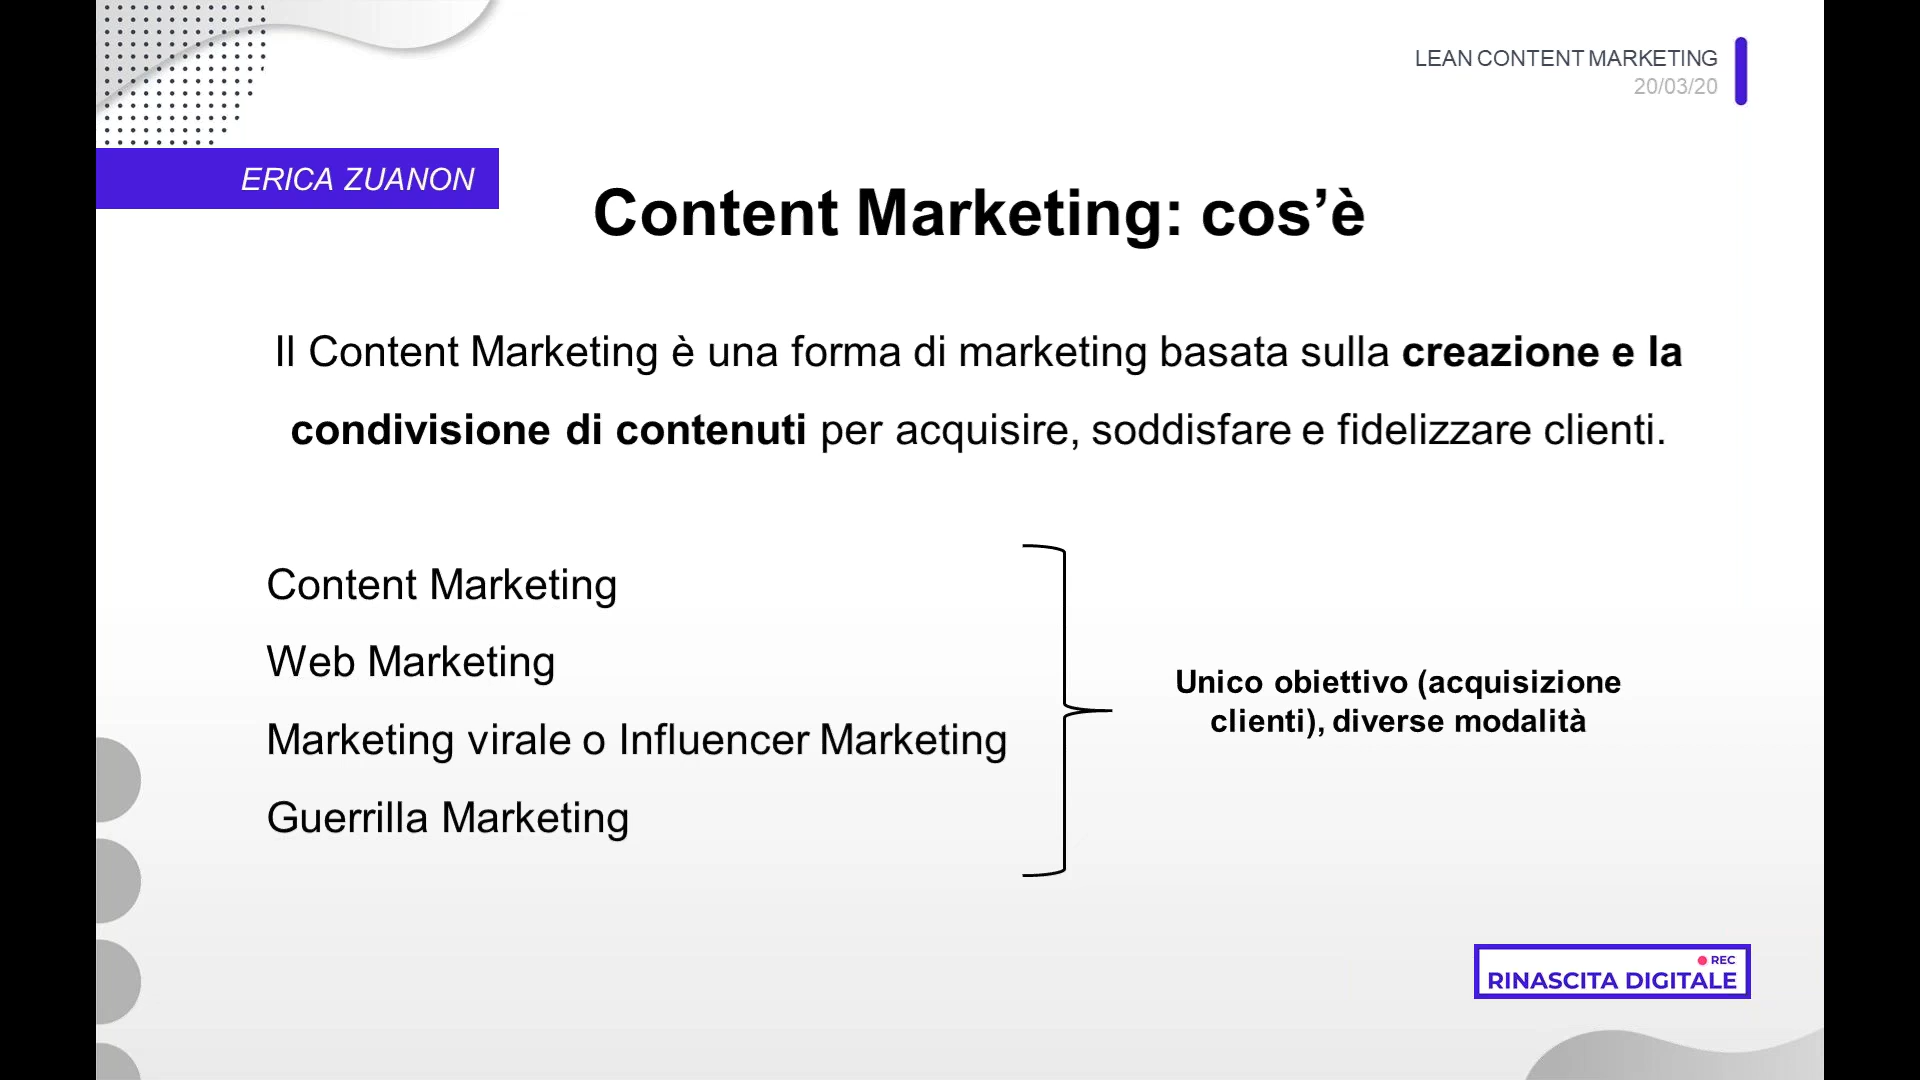 LEAN CONTENT MARKETING
20/03/20
ERICA ZUANON
Content Marketing: cos’è
Il Content Marketing è una forma di marketing basata sulla creazione e la
condivisione di contenuti per acquisire, soddisfare e fidelizzare clienti.
Content Marketing
Web Marketing
Marketing virale o Influencer Marketing
Guerrilla Marketing
Unico obiettivo (acquisizione
clienti), diverse modalità
REC
RINASCITA DIGITALE